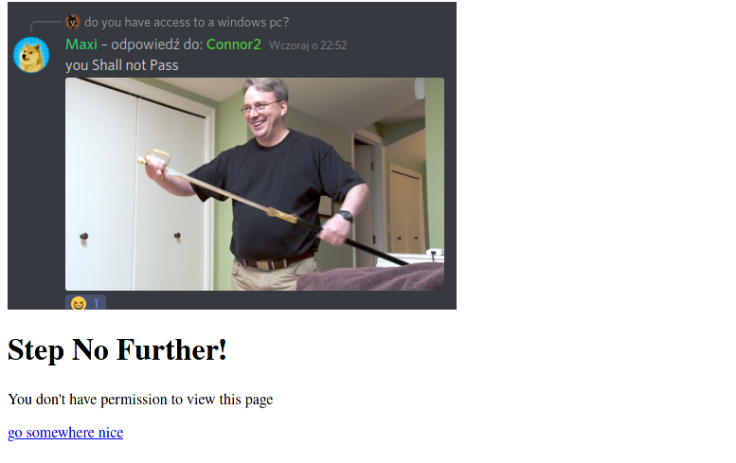 do you have access to a windows pc?
Maxi – odpowiedź do: Connor2 Wczoraj o 22:52
you Shall not Pass
1
Step No Further!
You don't have permission to view this page
go somewhere nice